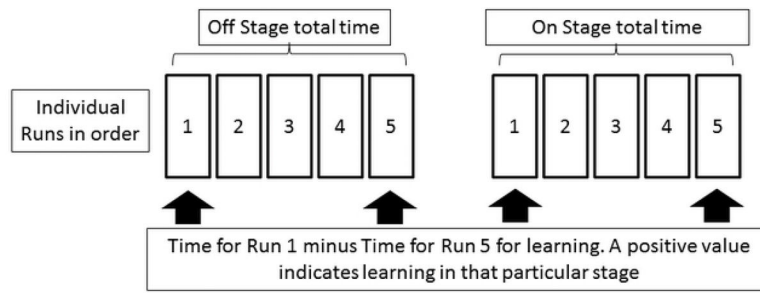 Off Stage total time
On Stage total time
Individual
Runs in order
1 2 3 4 5
1 2 3 4 5
Time for Run 1 minus Time for Run 5 for learning. A positive value
indicates learning in that particular stage